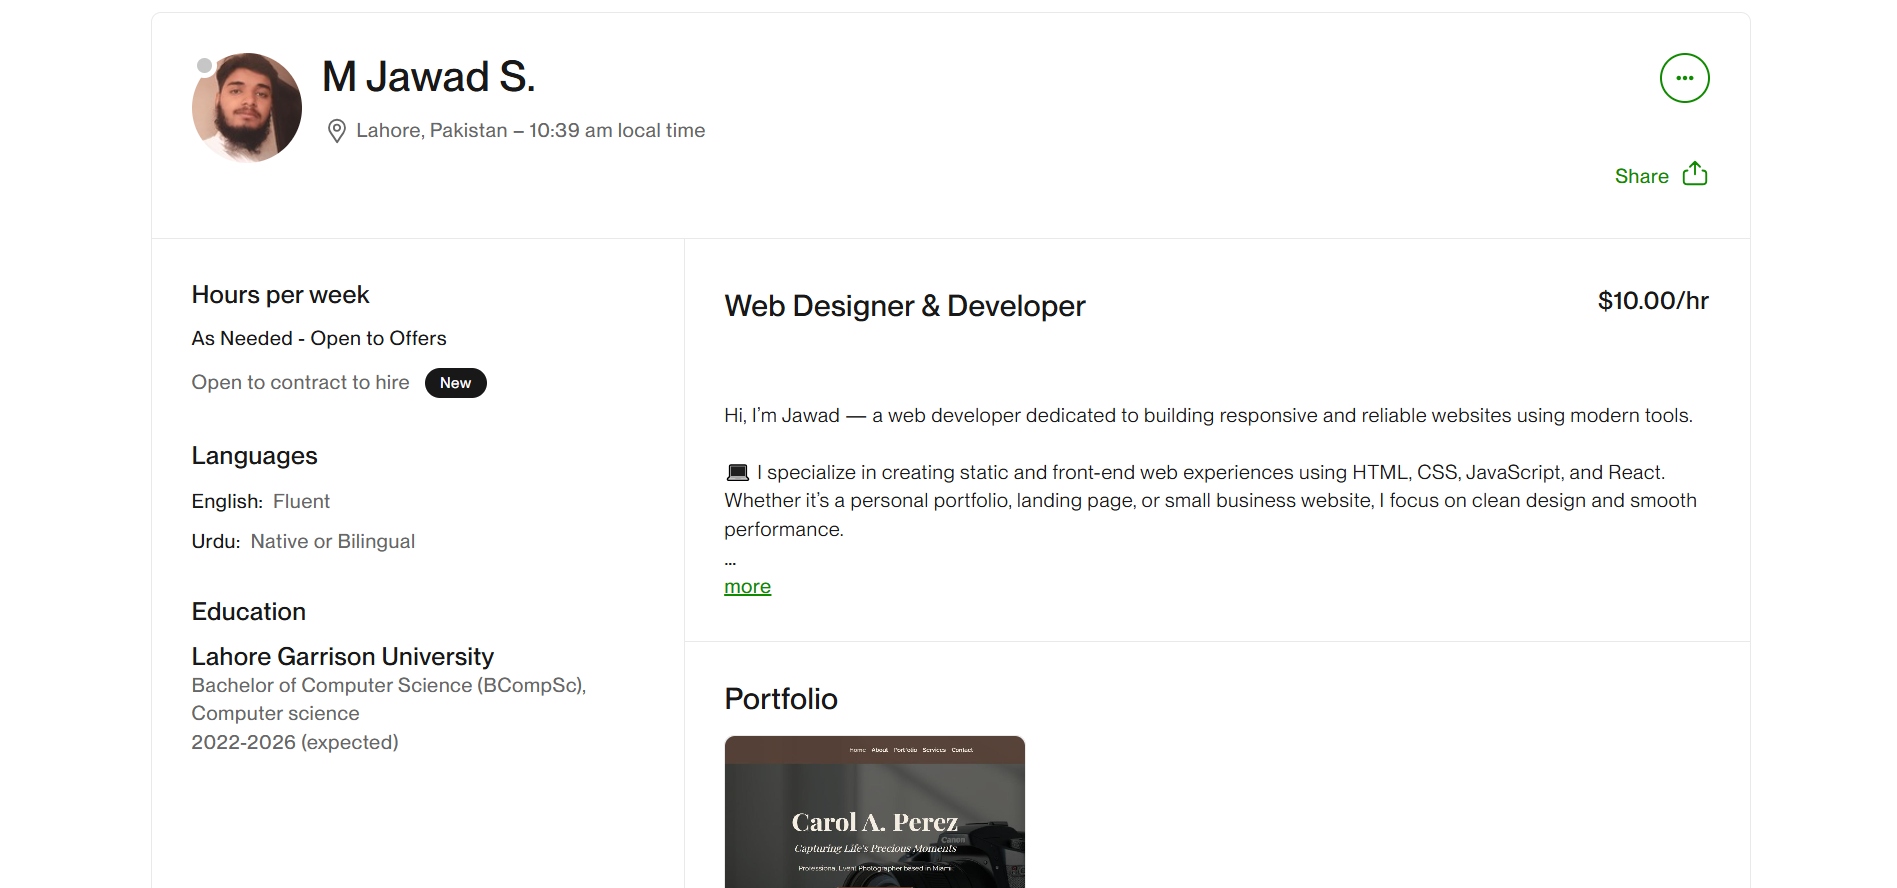 M Jawad S.
Lahore, Pakistan – 10:39 am local time
Share
Hours per week
As Needed - Open to Offers
Open to contract to hire New
Languages
English: Fluent
Urdu: Native or Bilingual
Education
Lahore Garrison University
Bachelor of Computer Science (BCompSc),
Computer science
2022-2026 (expected)
Web Designer & Developer
$10.00/hr
Hi, I’m Jawad — a web developer dedicated to building responsive and reliable websites using modern tools.
💻 I specialize in creating static and front-end web experiences using HTML, CSS, JavaScript, and React.
Whether it’s a personal portfolio, landing page, or small business website, I focus on clean design and smooth
performance.
...
more
Portfolio
Home About Portfolio Services Contact
Carol A. Perez
Canon
Capturing Life's Precious Moments
Professional Event Photographer based in Miami.